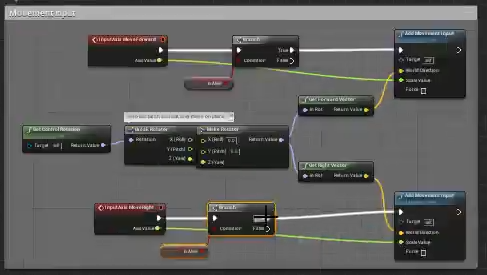 Movement Input
InputAxis MoveForward
Axis Value
Branch
True
Condition
False
Is Alive
Add Movement Input
Target
self
World Direction
Scale Value
Force
Get Control Rotation
Target
self
Return Value
Break Rotator
Rotation
X (Roll)
Y (Pitch)
Z (Yaw)
Make Rotator
X (Roll)
0.0
Y (Pitch)
0.0
Z (Yaw)
Return Value
Get Forward Vector
In Rot
Return Value
Get Right Vector
In Rot
Return Value
InputAxis MoveRight
Axis Value
Branch
Condition
False
Is Alive
Add Movement Input
Target
self
World Direction
Scale Value
Force